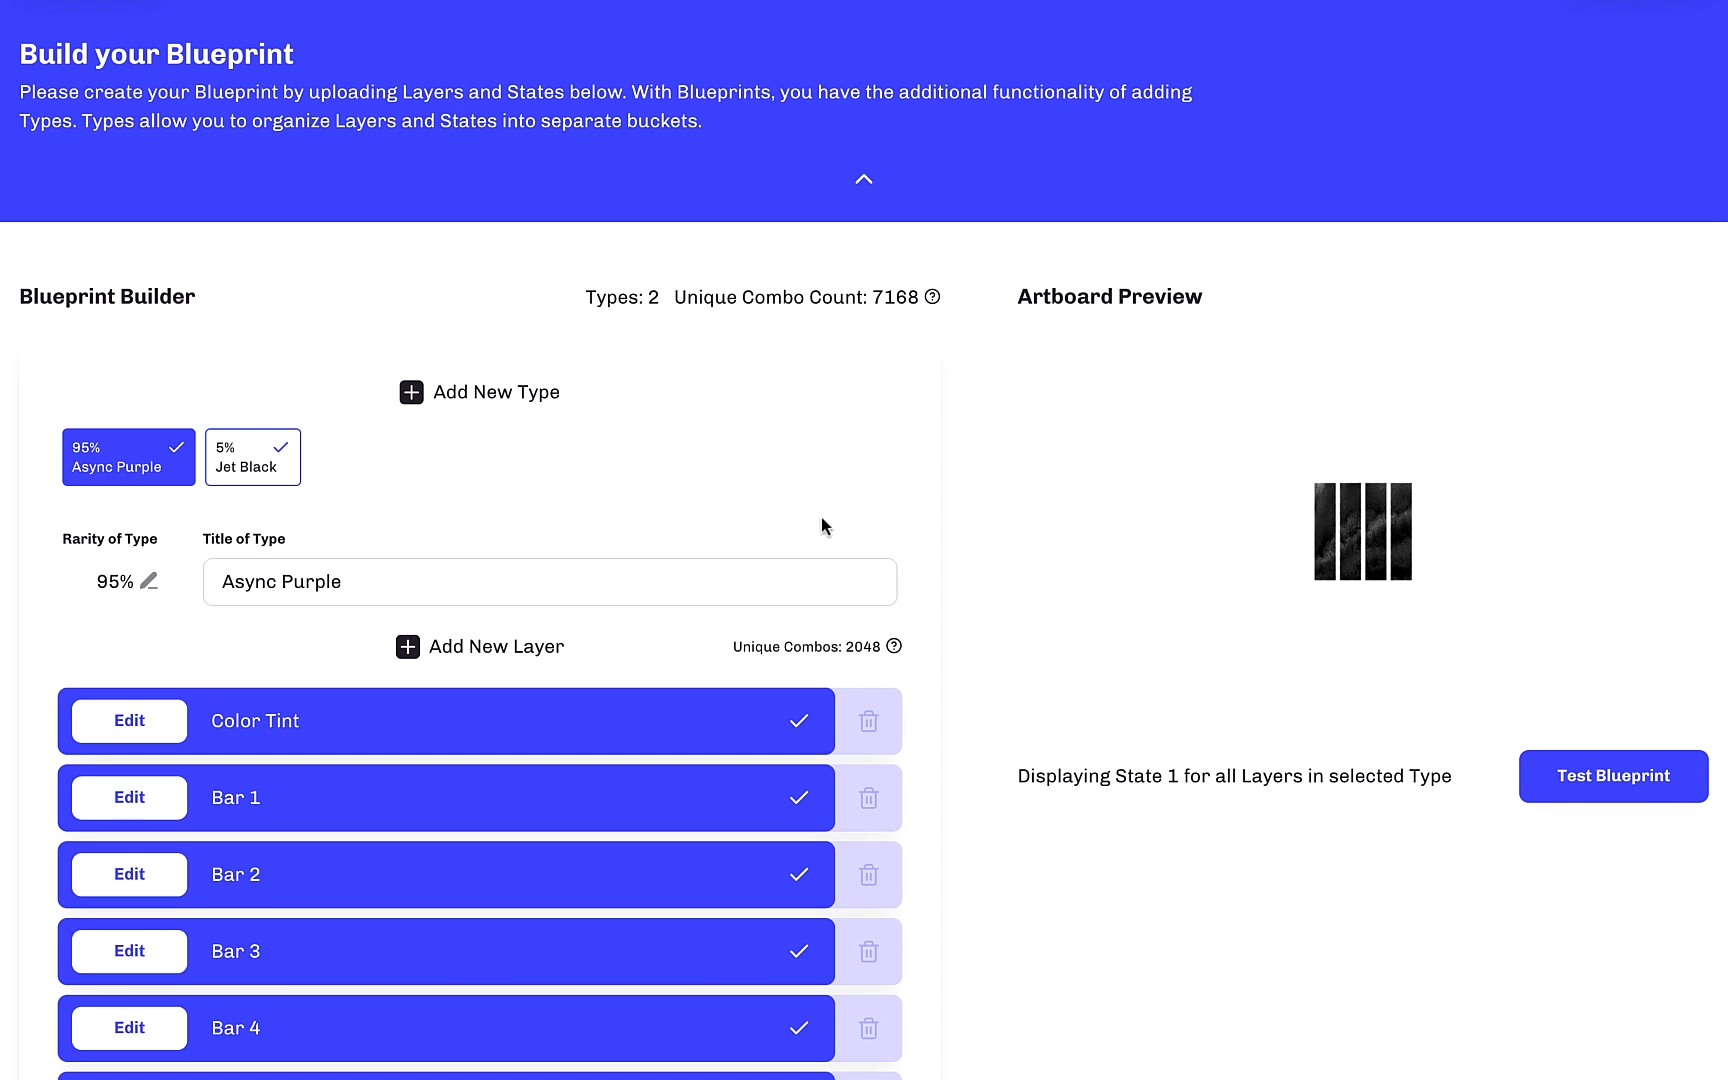 Build your Blueprint
Please create your Blueprint by uploading Layers and States below. With Blueprints, you have the additional functionality of adding
Types. Types allow you to organize Layers and States into separate buckets.
Blueprint Builder
Types: 2 Unique Combo Count: 7168
Artboard Preview
Add New Type
95%
Async Purple
5%
Jet Black
Rarity of Type
Title of Type
95%
Async Purple
Add New Layer
Unique Combos: 2048
Edit Color Tint
Edit Bar 1
Edit Bar 2
Edit Bar 3
Edit Bar 4
Displaying State 1 for all Layers in selected Type
Test Blueprint